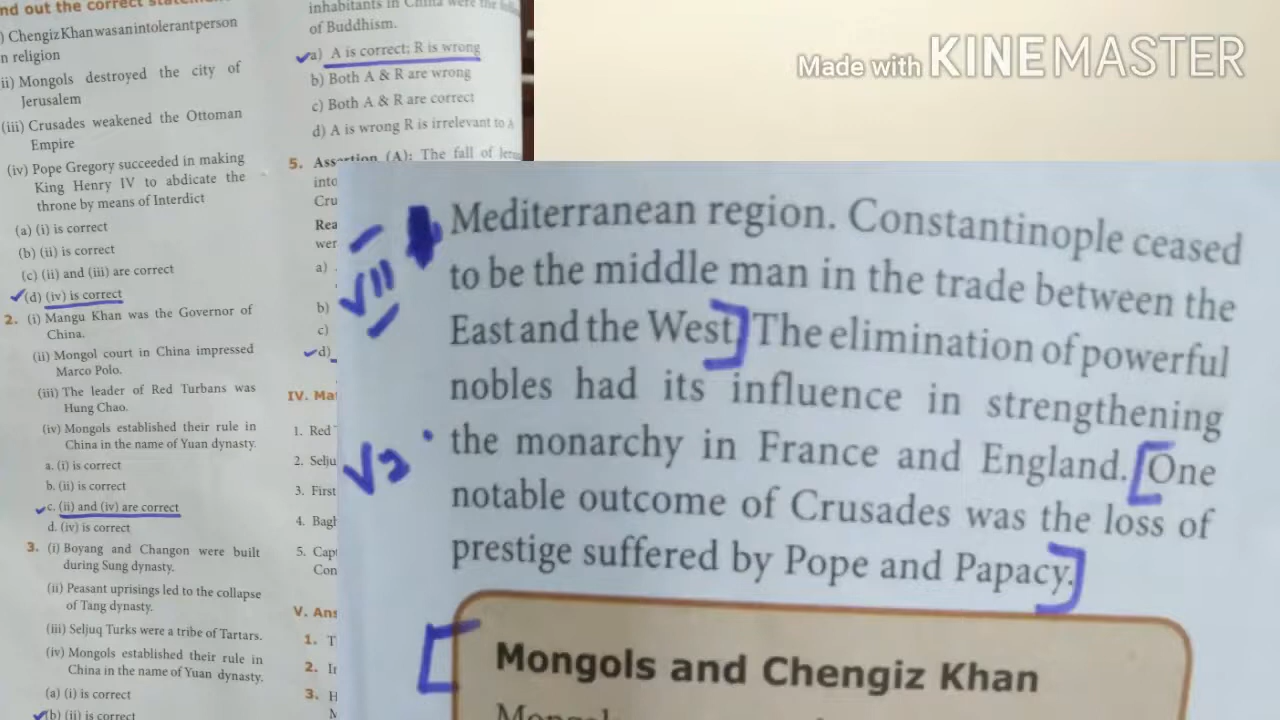 nd out the correct
) Chengiz Khan was an intolerant person
n religion
ii) Mongols destroyed the city of
Jerusalem
(iii) Crusades weakened the Ottoman
Empire
(iv) Pope Gregory succeeded in making
King Henry IV to abdicate the
throne by means of Interdict
(a) (i) is correct
(b) (ii) is correct
(c) (ii) and (iii) are correct
(d) (iv) is correct
2. (i) Mangu Khan was the Governor of
China.
(ii) Mongol court in China impressed
Marco Polo.
(iii) The leader of Red Turbans was
Hung Chao.
(iv) Mongols established their rule in
China in the name of Yuan dynasty.
a. (i) is correct
b. (ii) is correct
c. (ii) and (iv) are correct
d. (iv) is correct
3. (i) Boyang and Changon were built
during Sung dynasty.
(ii) Peasant uprisings led to the collapse
of Tang dynasty.
(iii) Seljuq Turks were a tribe of Tartars.
(iv) Mongols established their rule in
China in the name of Yuan dynasty.
(a) (i) is correct
(b) (ii) is correct
inhabitants in China were the
of Buddhism.
a) A is correct; R is wrong
b) Both A & R are wrong
c) Both A & R are correct
d) A is wrong R is irrelevant to A
5. Assertion (A): The fall of
into
Cru
Rea
wer
a)
b)
c)
d)
IV. Ma
1. Red
2. Selju
3. First
4. Bagh
5. Capt
Con
V. Ans
1. T
2. I
3. H
Made with KINEMASTER
Mediterranean region. Constantinople ceased
to be the middle man in the trade between the
East and the West. The elimination of powerful
nobles had its influence in strengthening
the monarchy in France and England. One
notable outcome of Crusades was the loss of
prestige suffered by Pope and Papacy.
VII
Mongols and Chengiz Khan